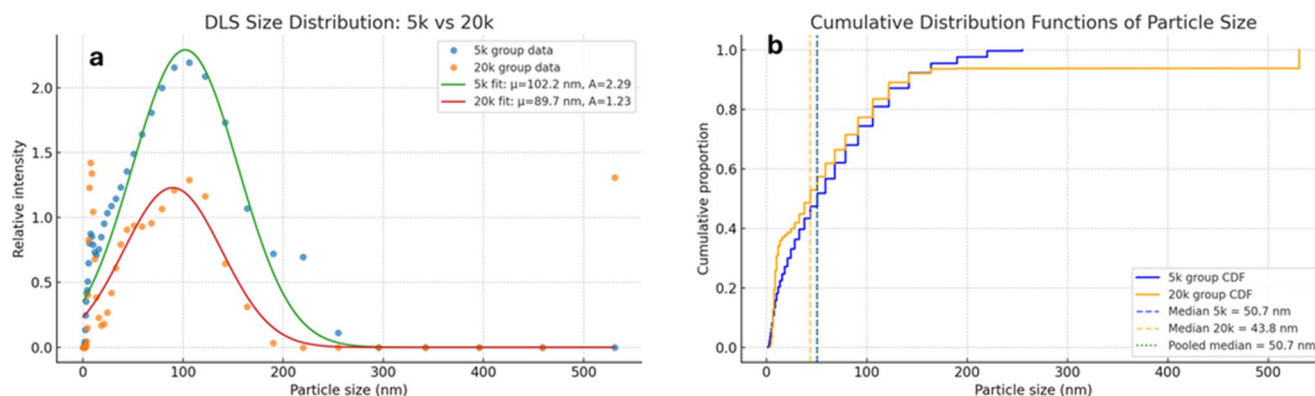 DLS Size Distribution: 5k vs 20k
a
5k group data
20k group data
5k fit: μ=102.2 nm, A=2.29
20k fit: μ=89.7 nm, A=1.23
Relative intensity
2.0
1.5
1.0
0.5
0.0
0 100 200 300 400 500
Particle size (nm)
Cumulative Distribution Functions of Particle Size
b
Cumulative proportion
1.0
0.8
0.6
0.4
0.2
0.0
5k group CDF
20k group CDF
Median 5k = 50.7 nm
Median 20k = 43.8 nm
Pooled median = 50.7 nm
0 100 200 300 400 500
Particle size (nm)